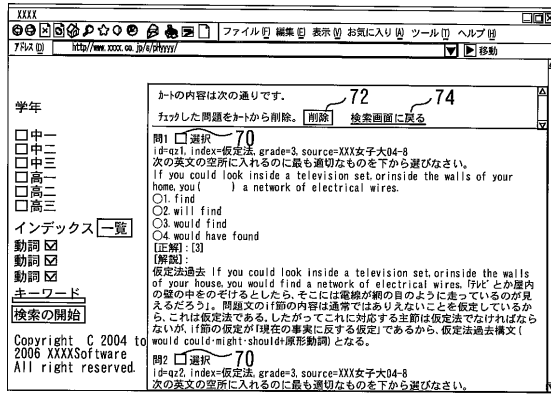 XXXX
ファイル(F) 編集(E) 表示(V) お気に入り(A) ツール(T) ヘルプ(H)
アドレス(D) http//www.xxxx.co.jp/s/pHyyy/ 移動
学年
中一
中二
中三
高一
高二
高三
インデックス 一覧
動詞
動詞
動詞
キーワード
検索の開始
Copyright C 2004 to
2006 XXXXSoftware
All right reserved.
カートの内容は次の通りです。
72 74
チェックした問題をカートから削除。 削除 検索画面に戻る
問1 選択 70
id=qz1, index=仮定法, grade=3, source=XXX女子大04-8
次の英文の空所に入れるのに最も適切なものを下から選びなさい。
If you could look inside a television set, orinside the walls of your
home, you ( ) a network of electrical wires.
1. find
2. will find
3. would find
4. would have found
[正解]:[3]
[解説]:
仮定法過去 If you could look inside a television set, orinside the walls
of your house, you would find a network of electrical wires.「テレビとか屋内
の壁の中をのぞけるとしたら、そこには電線が網の目のように走っているのが見
えるだろう」。問題文のif節の内容は通常ではありえないことを仮定しているか
ら、これは仮定法である。したがってこれに対応する主節は仮定法でなければなら
ないが、if節の仮定が「現在の事実に反する仮定」であるから、仮定法過去構文(
would could・might・should+原形動詞)となる。
問2 選択 70
id=qz2, index=仮定法, grade=3, source=XXX女子大04-8
次の英文の空所に入れるのに最も適切なものを下から選びなさい。